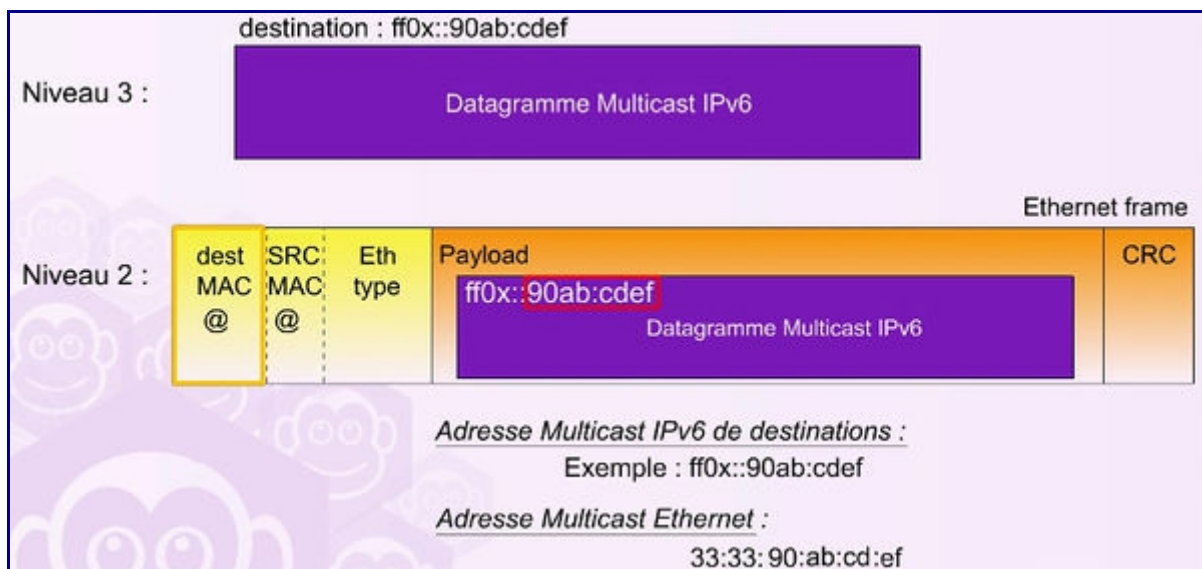 destination : ff0x::90ab:cdef
Niveau 3 :
Datagramme Multicast IPv6
Ethernet frame
Niveau 2 :
dest MAC @
SRC MAC @
Eth type
Payload
CRC
ff0x::90ab:cdef
Datagramme Multicast IPv6
Adresse Multicast IPv6 de destinations :
Exemple : ff0x::90ab:cdef
Adresse Multicast Ethernet :
33:33:90:ab:cd:ef